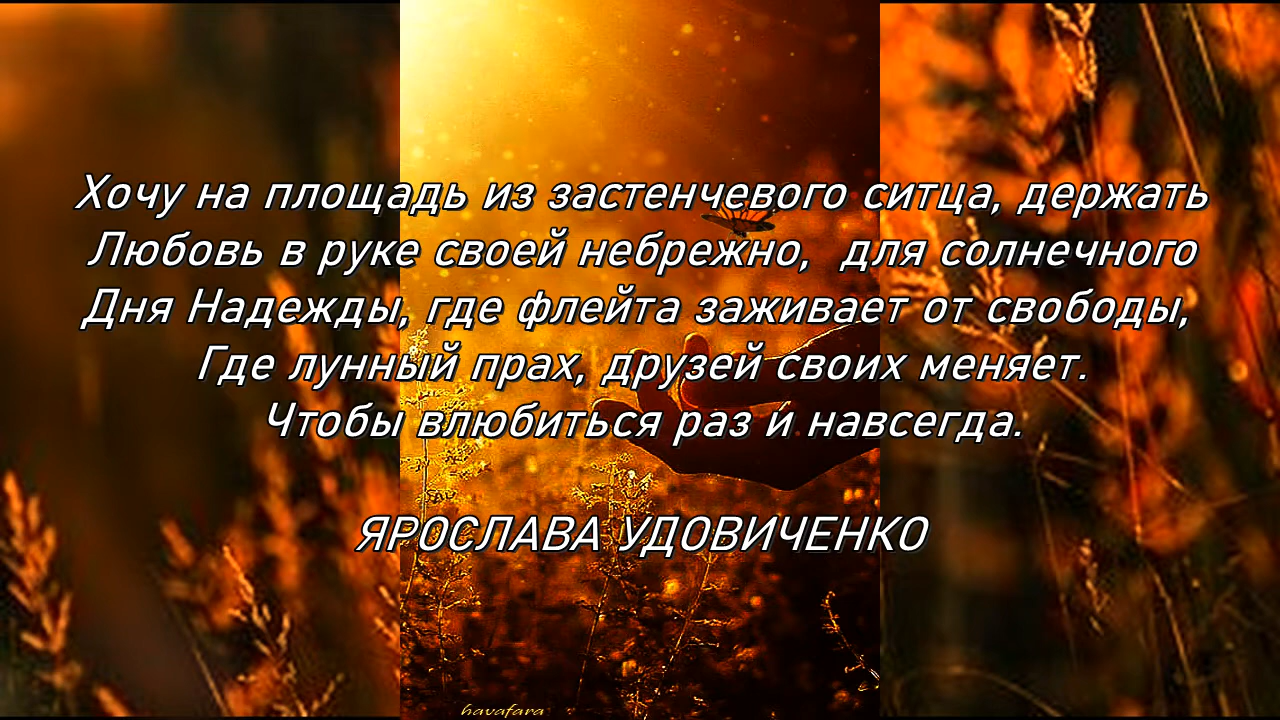 Хочу на площадь из застенчевого ситца, держать
Любовь в руке своей небрежно,  для солнечного
Дня Надежды, где флейта заживает от свободы,
Где лунный прах, друзей своих меняет.
Чтобы влюбиться раз и навсегда.
ЯРОСЛАВА УДОВИЧЕНКО
havafara